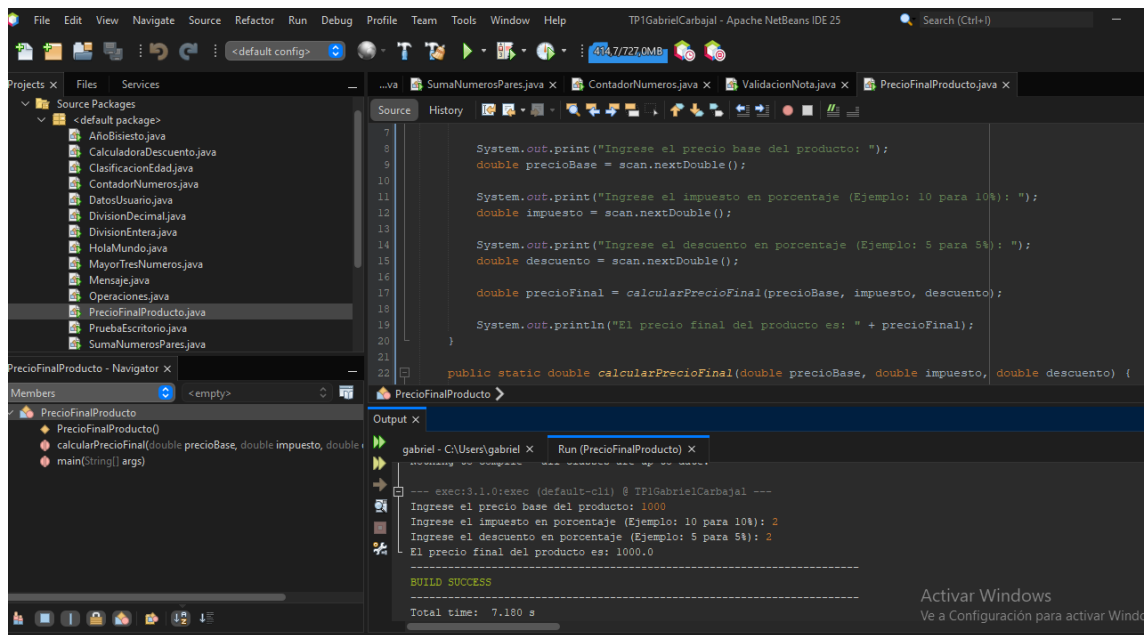 File Edit View Navigate Source Refactor Run Debug Profile Team Tools Window Help TP1GabrielCarbajal - Apache NetBeans IDE 25 Search (Ctrl+I)
<default config> 414,7/727,0MB
Projects Files Services
Source Packages
<default package>
AñoBisiesto.java
CalculadoraDescuento.java
ClasificacionEdad.java
ContadorNumeros.java
DatosUsuario.java
DivisionDecimal.java
DivisionEntera.java
HolaMundo.java
MayorTresNumeros.java
Mensaje.java
Operaciones.java
PrecioFinalProducto.java
PruebaEscritorio.java
SumaNumerosPares.java
PrecioFinalProducto - Navigator
Members <empty>
PrecioFinalProducto
PrecioFinalProducto()
calcularPrecioFinal(double precioBase, double impuesto, double
main(String[] args)
...va SumaNumerosPares.java ContadorNumeros.java ValidacionNota.java PrecioFinalProducto.java
Source History
7
8 System.out.print("Ingrese el precio base del producto: ");
9 double precioBase = scan.nextDouble();
10
11 System.out.print("Ingrese el impuesto en porcentaje (Ejemplo: 10 para 10%): ");
12 double impuesto = scan.nextDouble();
13
14 System.out.print("Ingrese el descuento en porcentaje (Ejemplo: 5 para 5%): ");
15 double descuento = scan.nextDouble();
16
17 double precioFinal = calcularPrecioFinal(precioBase, impuesto, descuento);
18
19 System.out.println("El precio final del producto es: " + precioFinal);
20 }
21
22 public static double calcularPrecioFinal(double precioBase, double impuesto, double descuento) {
PrecioFinalProducto
Output
gabriel - C:\Users\gabriel Run (PrecioFinalProducto)
Nothing to compile - all classes are up to date.
--- exec:3.1.0:exec (default-cli) @ TP1GabrielCarbajal ---
Ingrese el precio base del producto: 1000
Ingrese el impuesto en porcentaje (Ejemplo: 10 para 10%): 2
Ingrese el descuento en porcentaje (Ejemplo: 5 para 5%): 2
El precio final del producto es: 1000.0
------------------------------------------------------------------------
BUILD SUCCESS
------------------------------------------------------------------------
Total time: 7.180 s
Activar Windows
Ve a Configuración para activar Windo